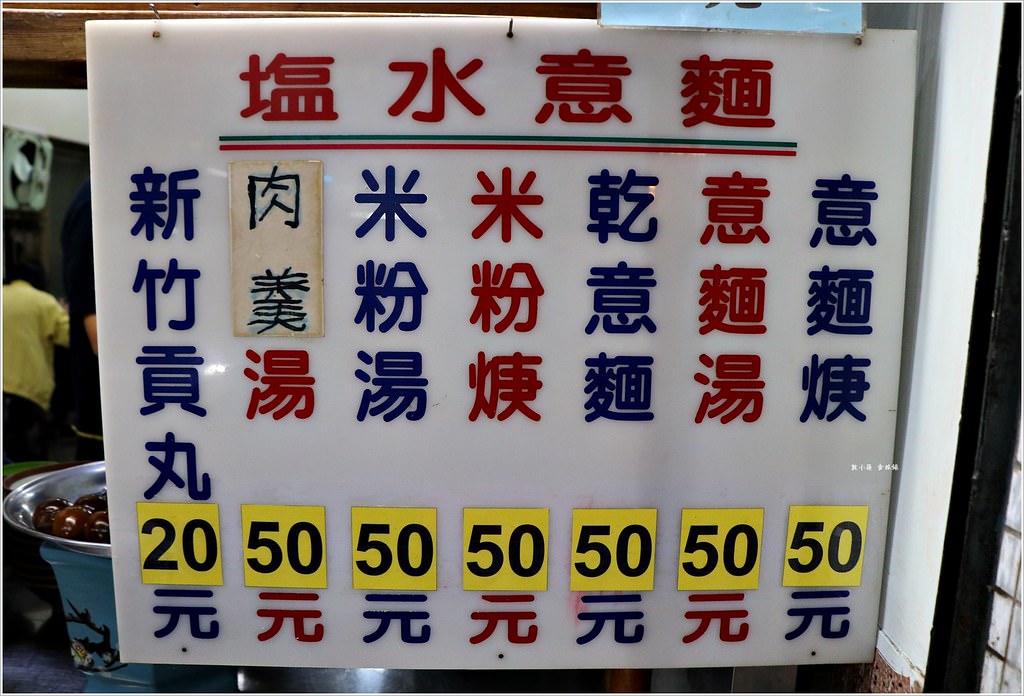 塩水意麵
意麵焿 50元
意麵湯 50元
乾意麵 50元
米粉焿 50元
米粉湯 50元
肉羹湯 50元
新竹貢丸 20元